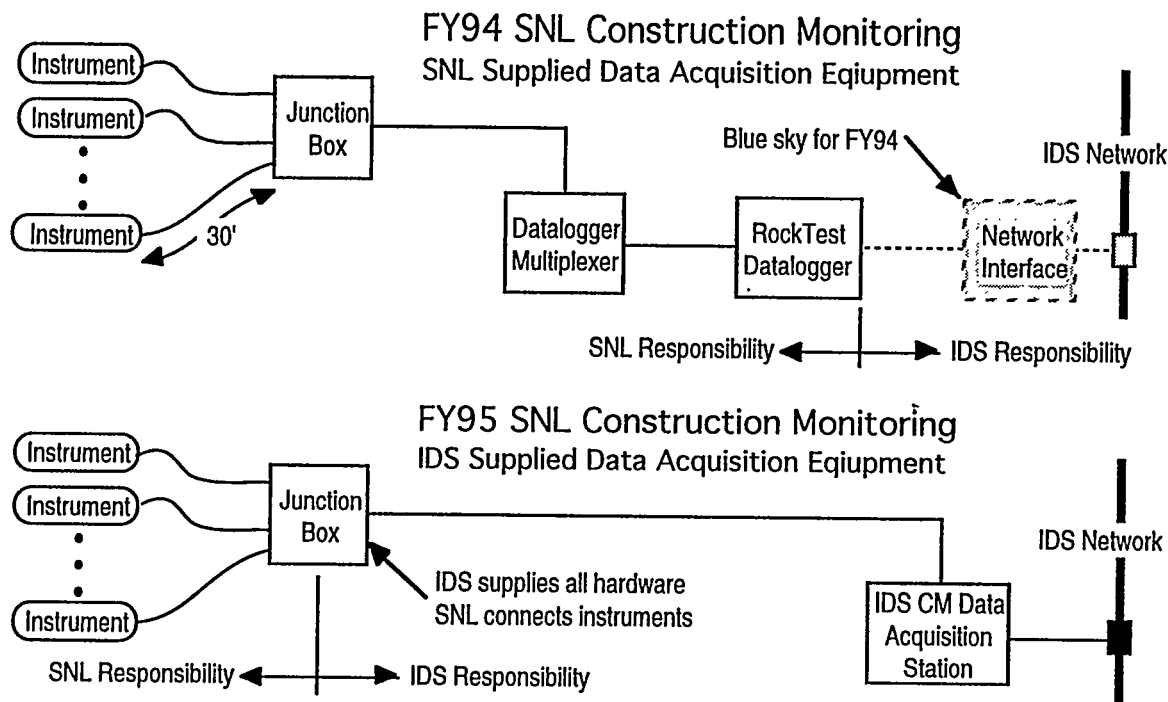 FY94 SNL Construction Monitoring
SNL Supplied Data Acquisition Eqiupment
Instrument
Instrument
Instrument
30'
Junction
Box
Datalogger
Multiplexer
RockTest
Datalogger
Blue sky for FY94
Network
Interface
IDS Network
SNL Responsibility
IDS Responsibility
FY95 SNL Construction Monitoring
IDS Supplied Data Acquisition Eqiupment
Instrument
Instrument
Instrument
Junction
Box
IDS supplies all hardware
SNL connects instruments
IDS CM Data
Acquisition
Station
IDS Network
SNL Responsibility
IDS Responsibility